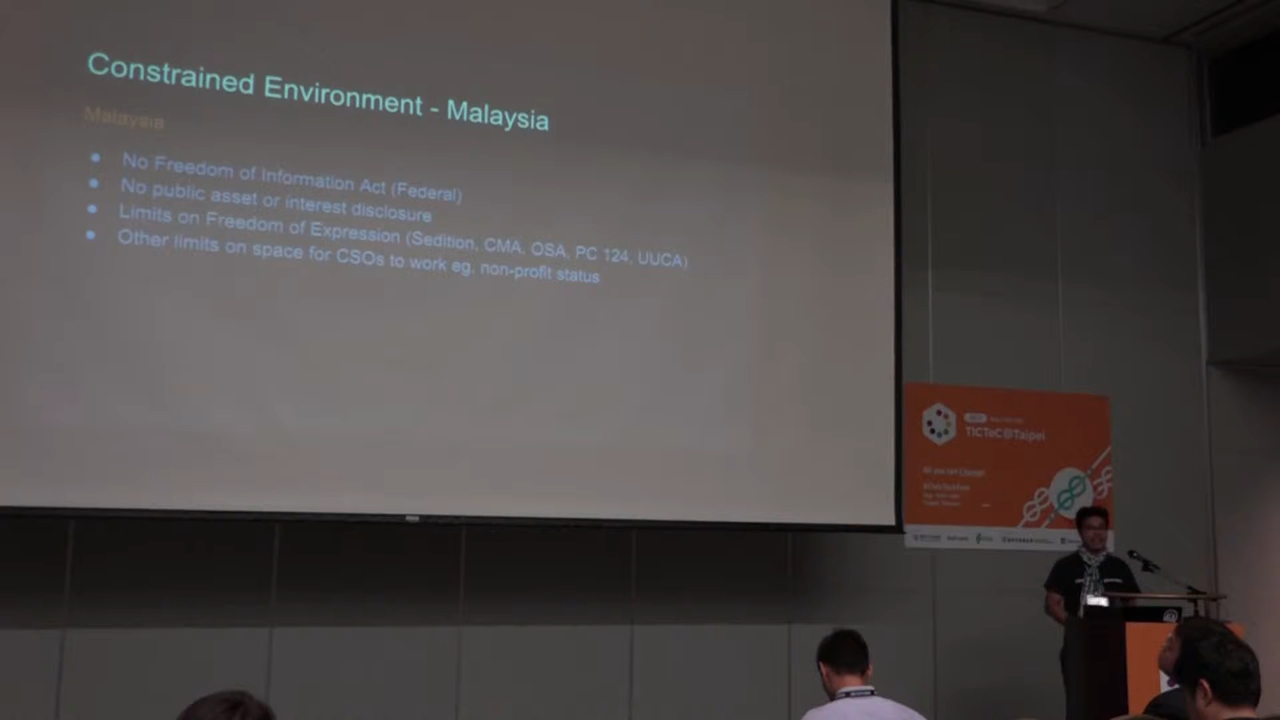 Constrained Environment - Malaysia
Malaysia
● No Freedom of Information Act (Federal)
● No public asset or interest disclosure
● Limits on Freedom of Expression (Sedition, CMA, OSA, PC 124, UUCA)
● Other limits on space for CSOs to work eg, non-profit status
TICTeC@Taipei